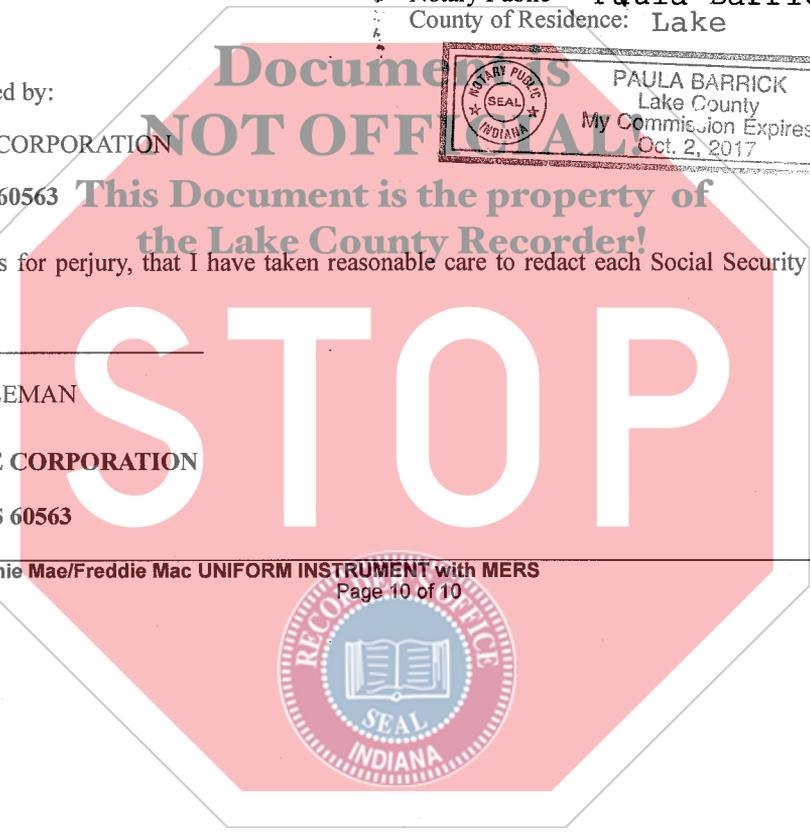 County of Residence: Lake
Document is
NOT OFFICIAL!
This Document is the property of
the Lake County Recorder!
NOTARY PUBLIC
SEAL
INDIANA
PAULA BARRICK
Lake County
My Commission Expires
Oct. 2, 2017
ed by:
CORPORATION
60563
s for perjury, that I have taken reasonable care to redact each Social Security
STOP
EMAN
CORPORATION
60563
nie Mae/Freddie Mac UNIFORM INSTRUMENT with MERS
Page 10 of 10
RECORDER'S OFFICE
SEAL
INDIANA